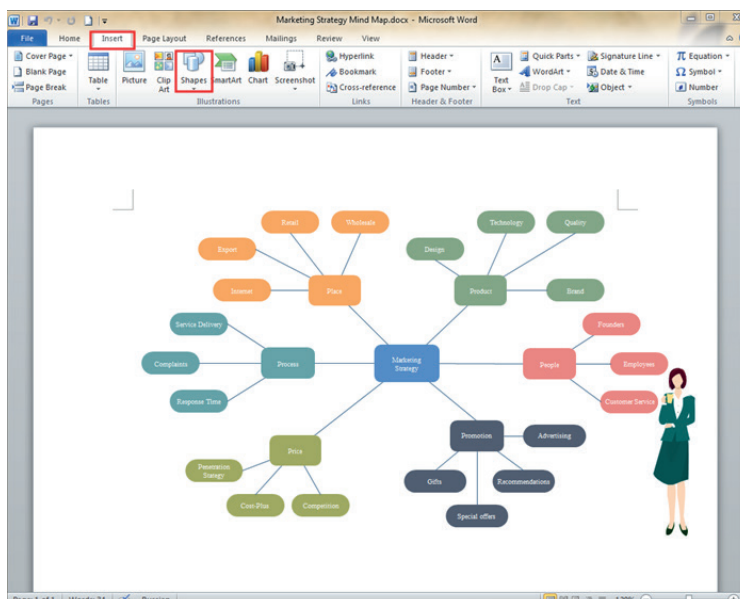 Marketing Strategy Mind Map.docx - Microsoft Word
File Home Insert Page Layout References Mailings Review View
Cover Page
Blank Page
Page Break
Pages
Table
Tables
Picture
Clip
Art
Shapes
SmartArt
Chart
Screenshot
Illustrations
Hyperlink
Bookmark
Cross-reference
Links
Header
Footer
Page Number
Header & Footer
Text
Box
Quick Parts
WordArt
Drop Cap
Signature Line
Date & Time
Object
Text
Equation
Symbol
Number
Symbols
Retail
Wholesale
Export
Internet
Place
Technology
Quality
Design
Product
Brand
Service Delivery
Complaints
Response Time
Process
Marketing
Strategy
People
Founders
Employees
Customer Service
Price
Penetration
Cost-Plus
Competition
Promotion
Advertising
Gifts
Recommendations
Special offers